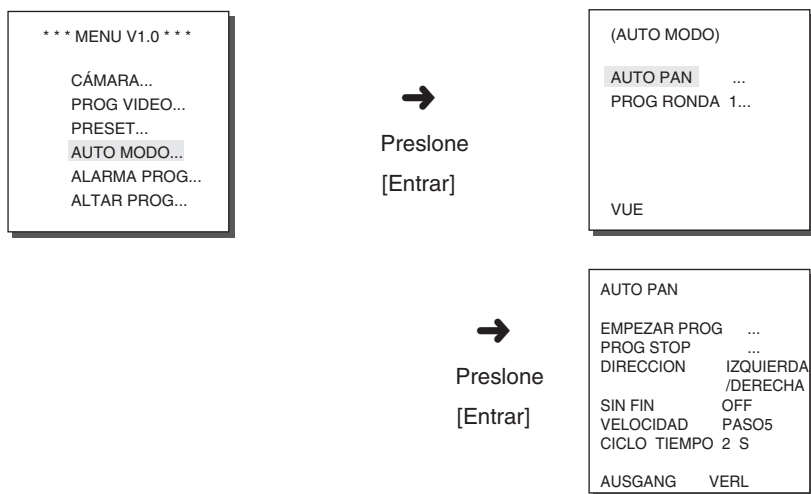 * * * MENU V1.0 * * *
CÁMARA...
PROG VIDEO...
PRESET...
AUTO MODO...
ALARMA PROG...
ALTAR PROG...
Preslone
[Entrar]
(AUTO MODO)
AUTO PAN ...
PROG RONDA 1...
VUE
Preslone
[Entrar]
AUTO PAN
EMPEZAR PROG ...
PROG STOP ...
DIRECCION IZQUIERDA
/DERECHA
SIN FIN OFF
VELOCIDAD PASO5
CICLO TIEMPO 2 S
AUSGANG VERL